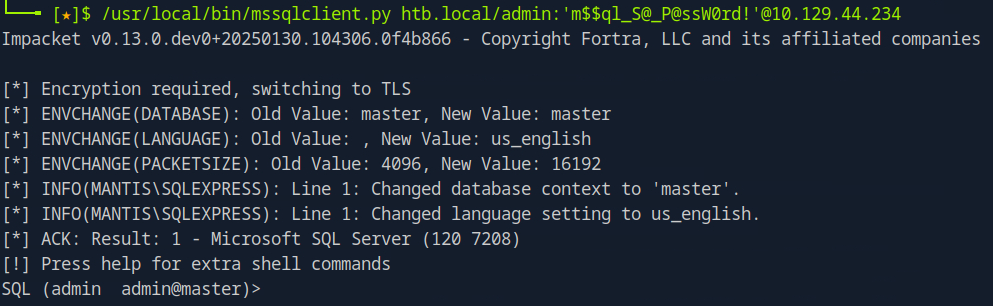 [★]$ /usr/local/bin/mssqlclient.py htb.local/admin:'m$$ql_S@_P@ssW0rd!'@10.129.44.234
Impacket v0.13.0.dev0+20250130.104306.0f4b866 - Copyright Fortra, LLC and its affiliated companies
[*] Encryption required, switching to TLS
[*] ENVCHANGE(DATABASE): Old Value: master, New Value: master
[*] ENVCHANGE(LANGUAGE): Old Value: , New Value: us_english
[*] ENVCHANGE(PACKETSIZE): Old Value: 4096, New Value: 16192
[*] INFO(MANTIS\SQLEXPRESS): Line 1: Changed database context to 'master'.
[*] INFO(MANTIS\SQLEXPRESS): Line 1: Changed language setting to us_english.
[*] ACK: Result: 1 - Microsoft SQL Server (120 7208)
[!] Press help for extra shell commands
SQL (admin  admin@master)>